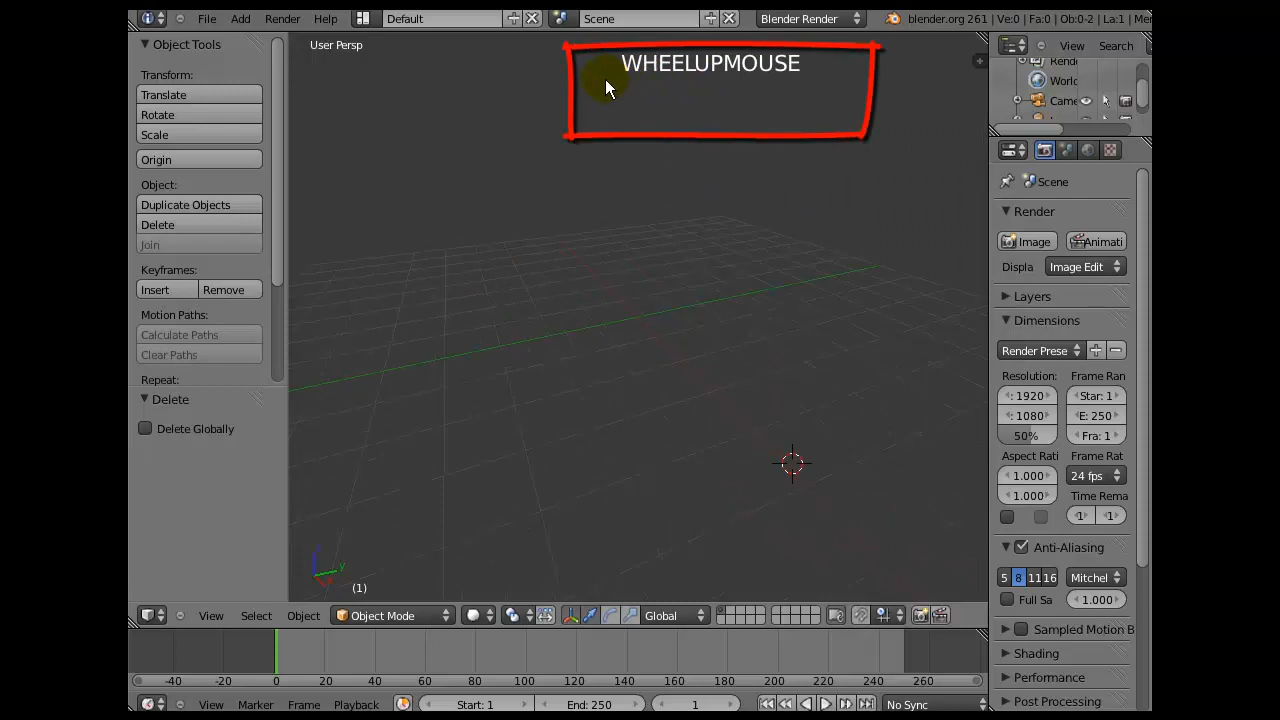 File Add Render Help Default Scene Blender Render blender.org 261 | Ve:0 | Fa:0 | Ob:0-2 | La:1 |
Object Tools
User Persp
WHEELUPMOUSE
View Search
Transform:
Translate
Rotate
Scale
Origin
Object:
Duplicate Objects
Delete
Join
Keyframes:
Insert Remove
Motion Paths:
Calculate Paths
Clear Paths
Repeat:
Delete
Delete Globally
(1)
View Select Object Object Mode Global
-40 -20 0 20 40 60 80 100 120 140 160 180 200 220 240 260
View Marker Frame Playback Start: 1 End: 250 1 No Sync
World
Came
Scene
Render
Image Animati
Displa Image Edit
Layers
Dimensions
Render Prese
Resolution: Frame Ran
: 1920 Star: 1
: 1080 E: 250
50% Fra: 1
Aspect Rati Frame Rat
1.000 24 fps
1.000 Time Rema
1 1
Anti-Aliasing
5 8 11 16 Mitchel
Full Sa 1.000
Sampled Motion B
Shading
Performance
Post Processing